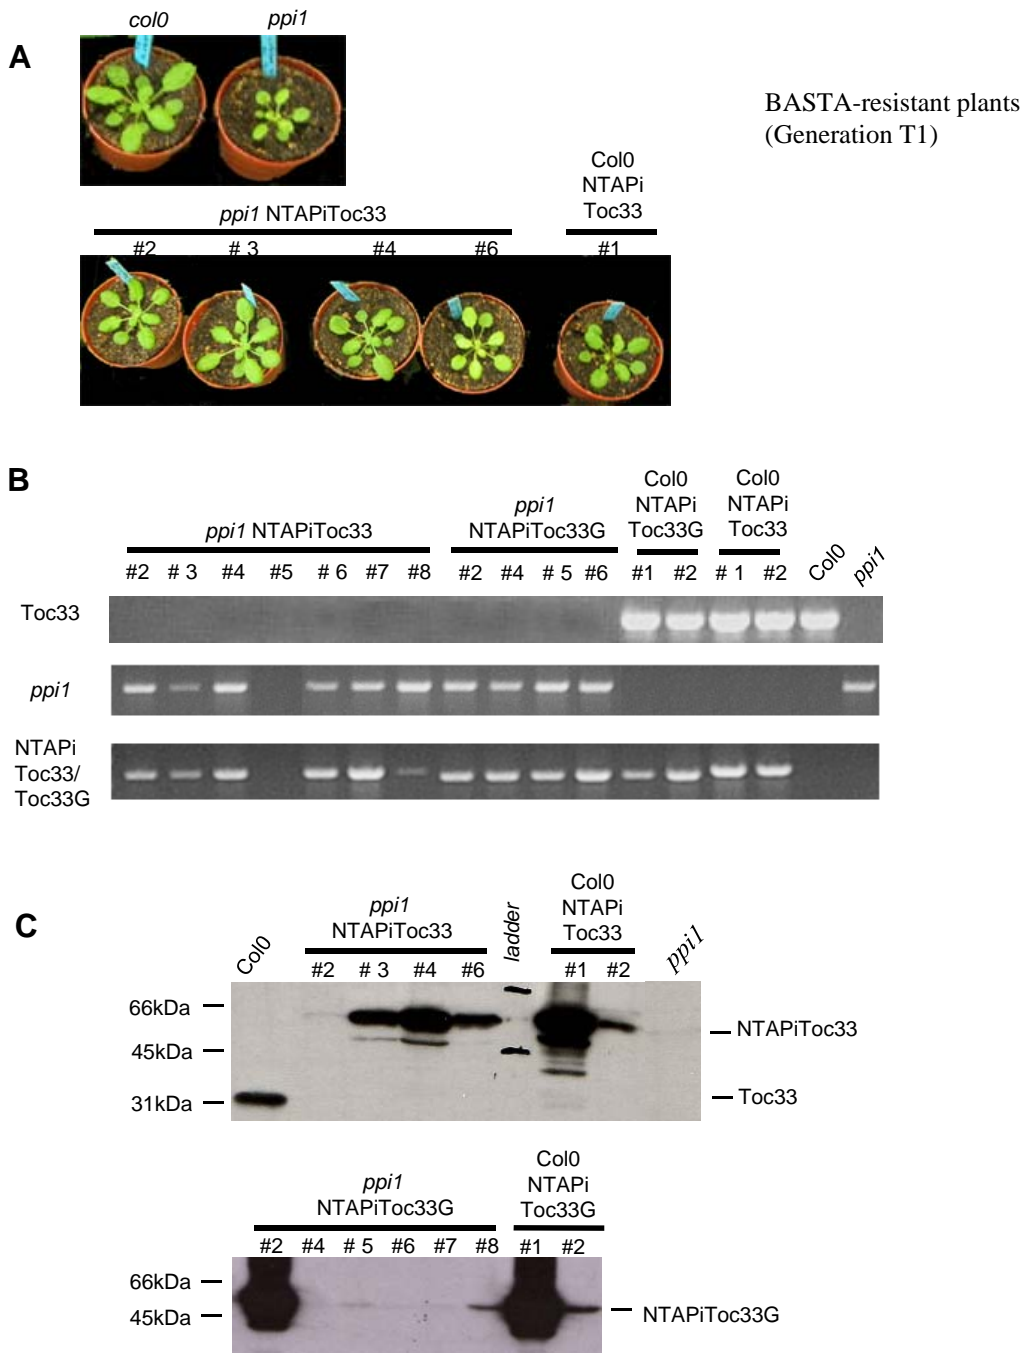 col0 ppi1
A
BASTA-resistant plants
(Generation T1)
Col0
NTAPi
Toc33
ppi1 NTAPiToc33
#2 # 3 #4 #6 #1
B
Col0
NTAPi
Toc33G
Col0
NTAPi
Toc33
ppi1
NTAPiToc33G
ppi1 NTAPiToc33
Col0 ppi1
#2 # 3 #4 #5 # 6 #7 #8 #2 #4 # 5 #6 #1 #2 # 1 #2
Toc33
ppi1
NTAPi
Toc33/
Toc33G
C
Col0
NTAPi
Toc33
ppi1
NTAPiToc33
Col0
ladder
ppi1
#2 # 3 #4 #6 #1 #2
66kDa
NTAPiToc33
45kDa
31kDa
Toc33
Col0
NTAPi
Toc33G
ppi1
NTAPiToc33G
#2 #4 # 5 #6 #7 #8 #1 #2
66kDa
45kDa
NTAPiToc33G